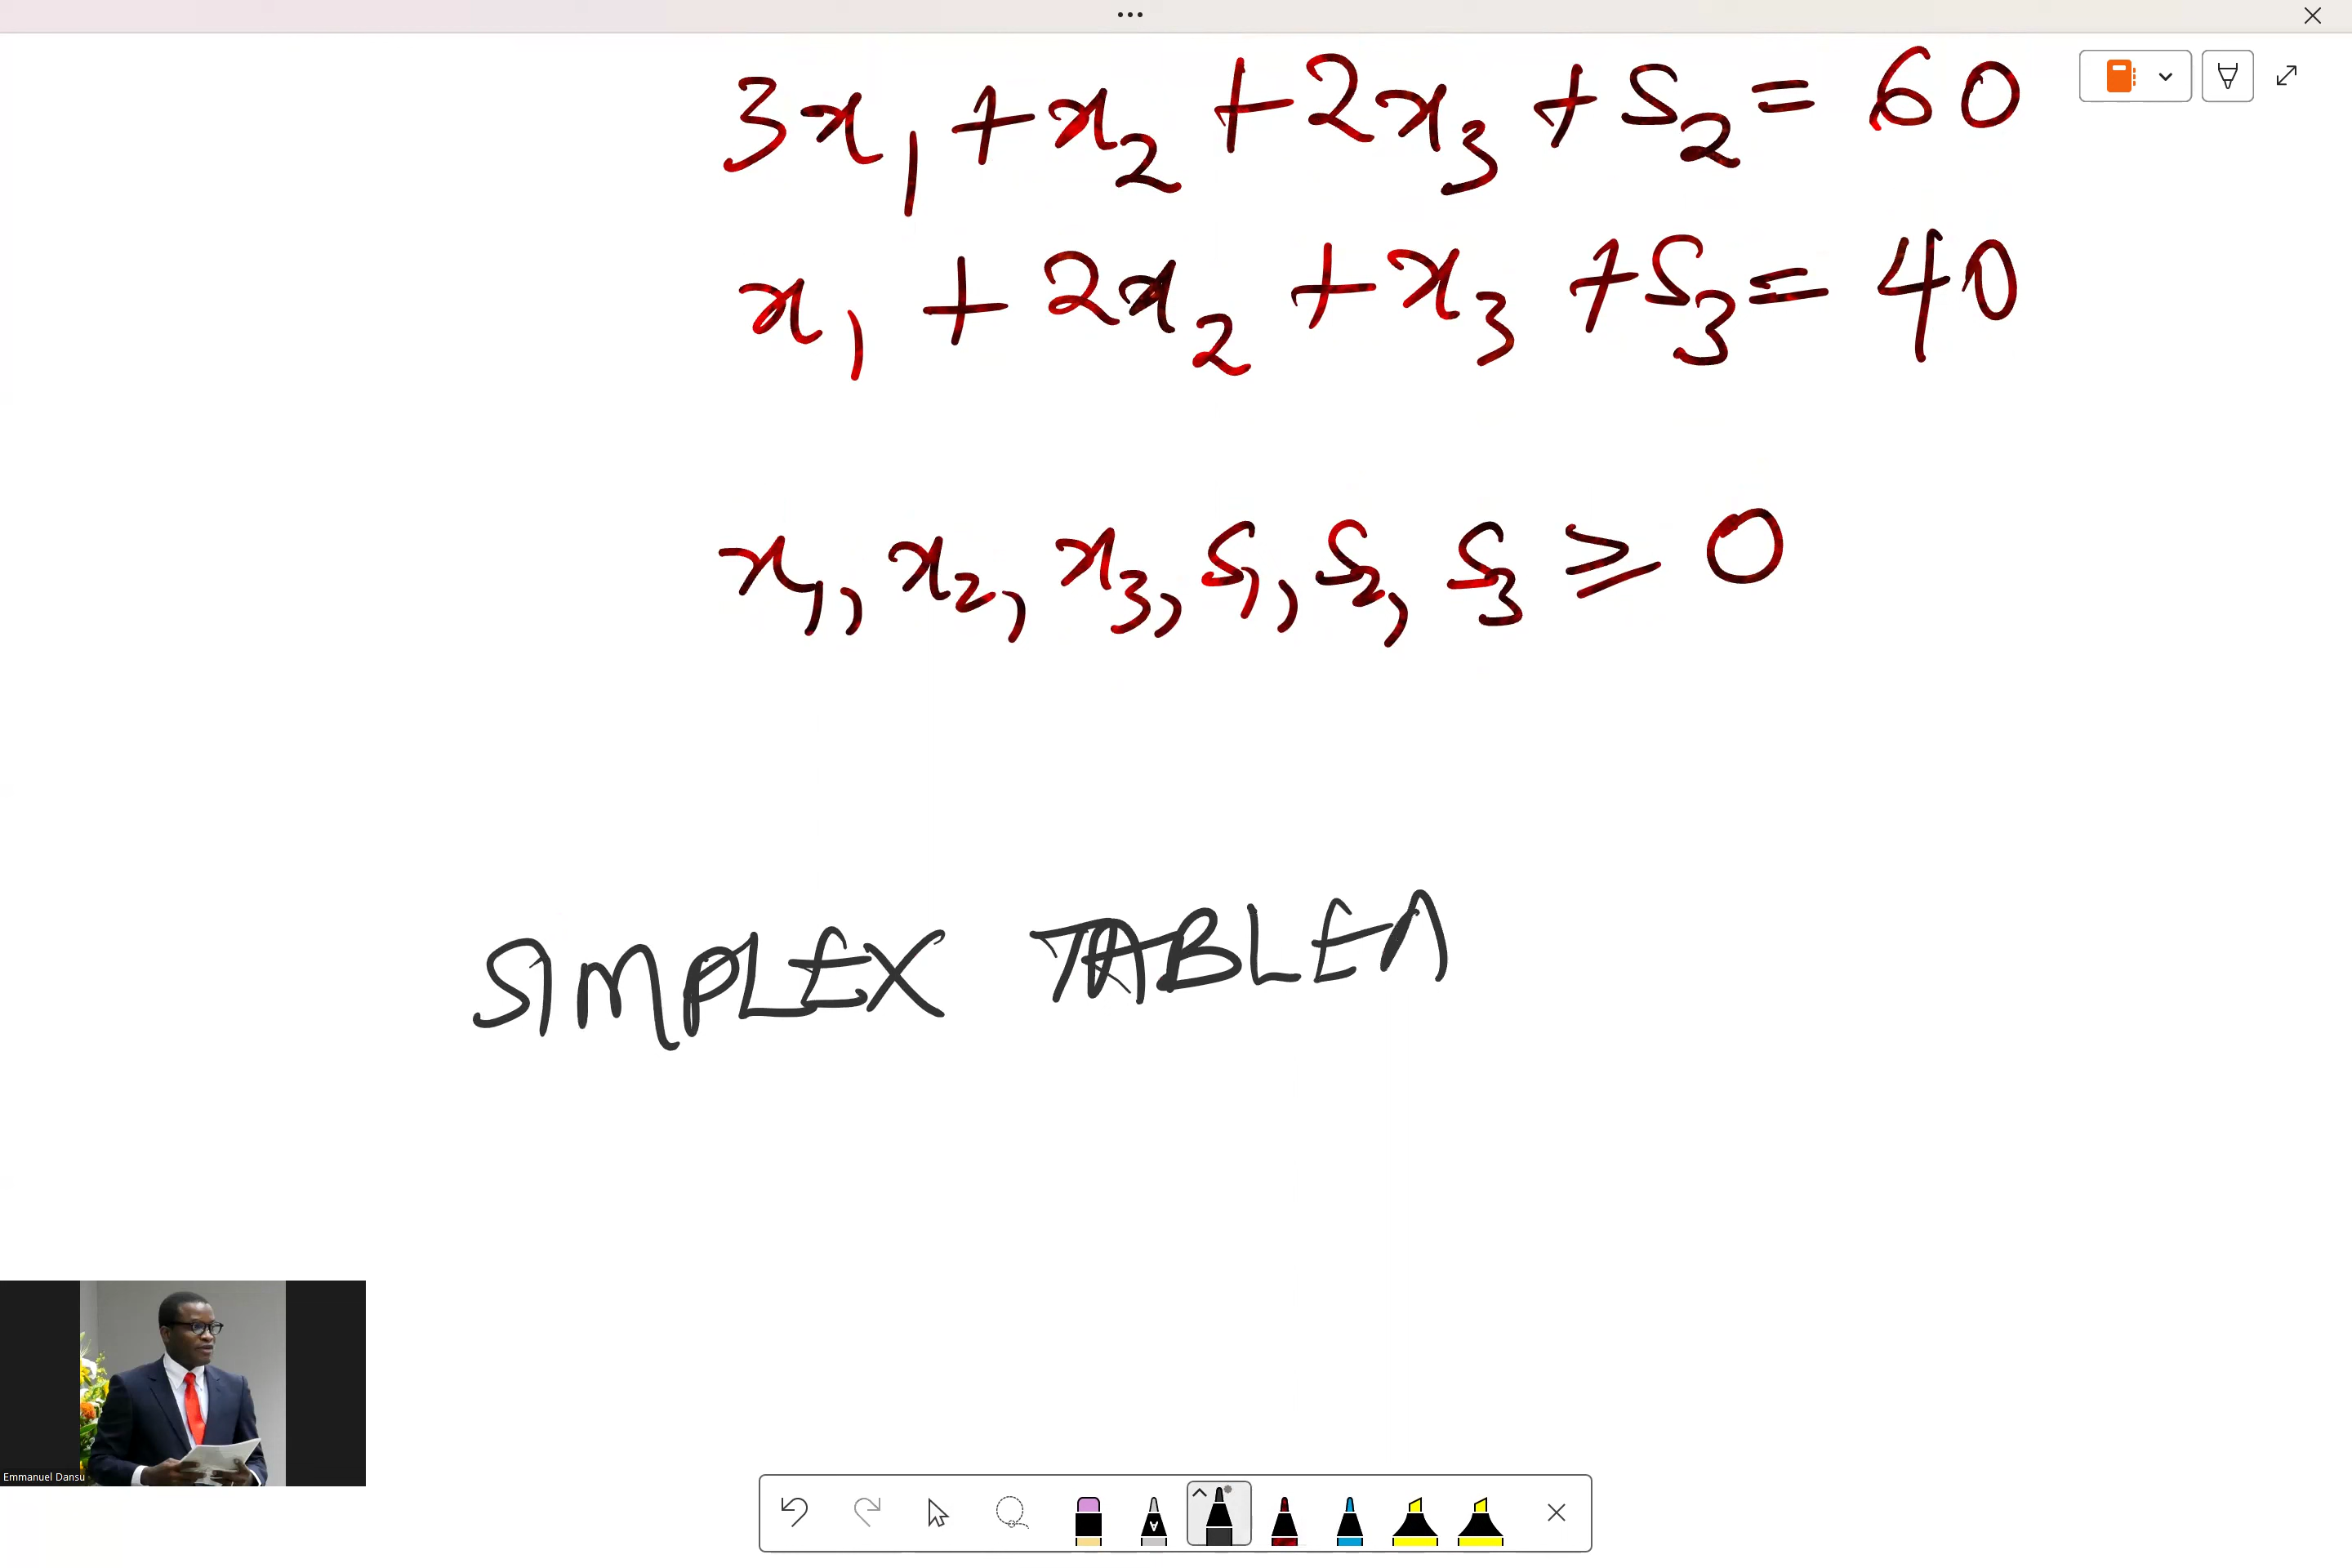 3x₁ + x₂ + 2x₃ + S₂ = 60
x₁ + 2x₂ + x₃ + S₃ = 40
x₁, x₂, x₃, S₁, S₂, S₃ ≥ 0
SIMPLEX TABLEA
Emmanuel Dansu